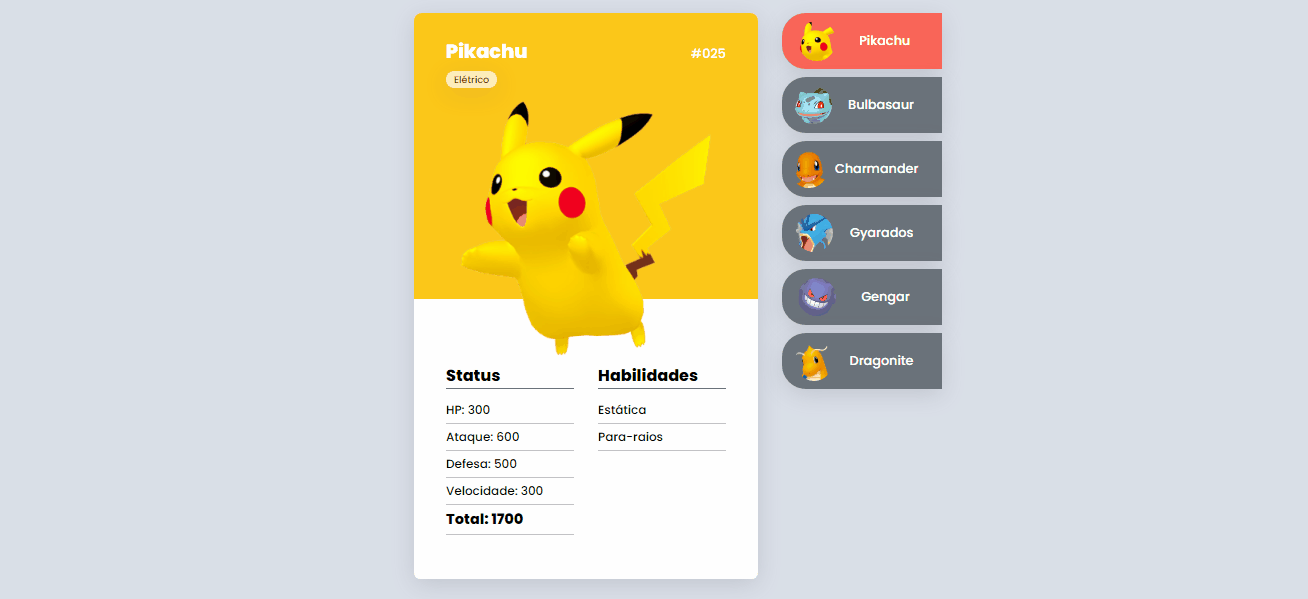 Pikachu
#025
Elétrico
Status
HP: 300
Ataque: 600
Defesa: 500
Velocidade: 300
Total: 1700
Habilidades
Estática
Para-raios
Pikachu
Bulbasaur
Charmander
Gyarados
Gengar
Dragonite